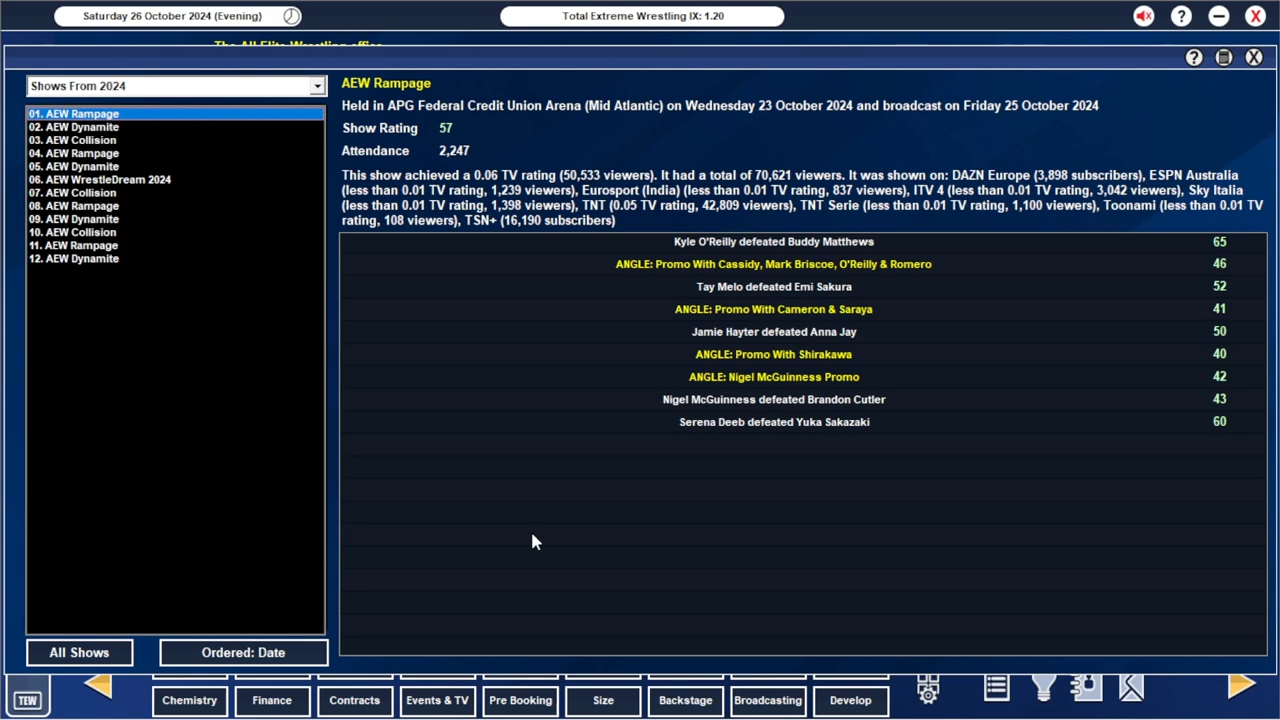 Saturday 26 October 2024 (Evening)
Total Extreme Wrestling IX: 1.20
? – X
The All Elite Wrestling office
? X
Shows From 2024
01. AEW Rampage
02. AEW Dynamite
03. AEW Collision
04. AEW Rampage
05. AEW Dynamite
06. AEW WrestleDream 2024
07. AEW Collision
08. AEW Rampage
09. AEW Dynamite
10. AEW Collision
11. AEW Rampage
12. AEW Dynamite
All Shows
Ordered: Date
AEW Rampage
Held in APG Federal Credit Union Arena (Mid Atlantic) on Wednesday 23 October 2024 and broadcast on Friday 25 October 2024
Show Rating 57
Attendance 2,247
This show achieved a 0.06 TV rating (50,533 viewers). It had a total of 70,621 viewers. It was shown on: DAZN Europe (3,898 subscribers), ESPN Australia
(less than 0.01 TV rating, 1,239 viewers), Eurosport (India) (less than 0.01 TV rating, 837 viewers), ITV 4 (less than 0.01 TV rating, 3,042 viewers), Sky Italia
(less than 0.01 TV rating, 1,398 viewers), TNT (0.05 TV rating, 42,809 viewers), TNT Serie (less than 0.01 TV rating, 1,100 viewers), Toonami (less than 0.01 TV
rating, 108 viewers), TSN+ (16,190 subscribers)
Kyle O'Reilly defeated Buddy Matthews 65
ANGLE: Promo With Cassidy, Mark Briscoe, O'Reilly & Romero 46
Tay Melo defeated Emi Sakura 52
ANGLE: Promo With Cameron & Saraya 41
Jamie Hayter defeated Anna Jay 50
ANGLE: Promo With Shirakawa 40
ANGLE: Nigel McGuinness Promo 42
Nigel McGuinness defeated Brandon Cutler 43
Serena Deeb defeated Yuka Sakazaki 60
TEW
Chemistry
Finance
Contracts
Events & TV
Pre Booking
Size
Backstage
Broadcasting
Develop